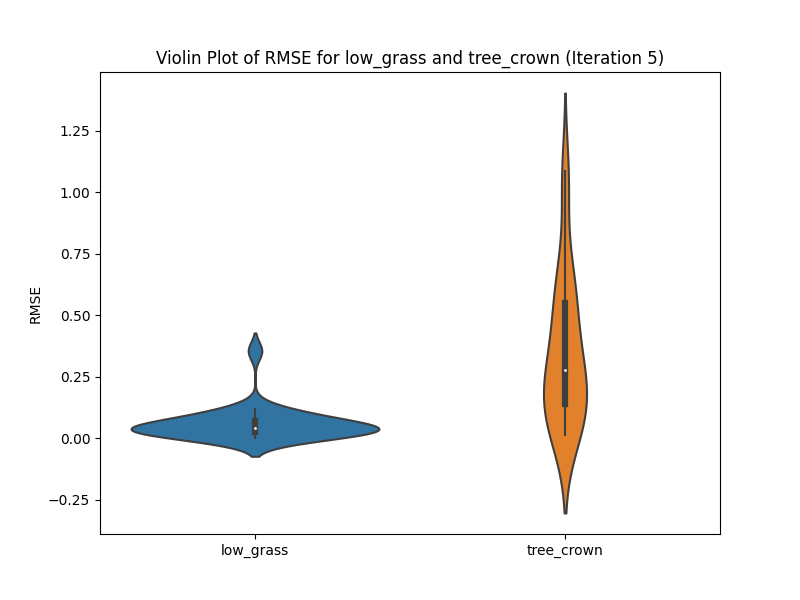 Violin Plot of RMSE for low_grass and tree_crown (Iteration 5)
1.25
1.00
0.75
0.50
0.25
0.00
−0.25
RMSE
low_grass
tree_crown